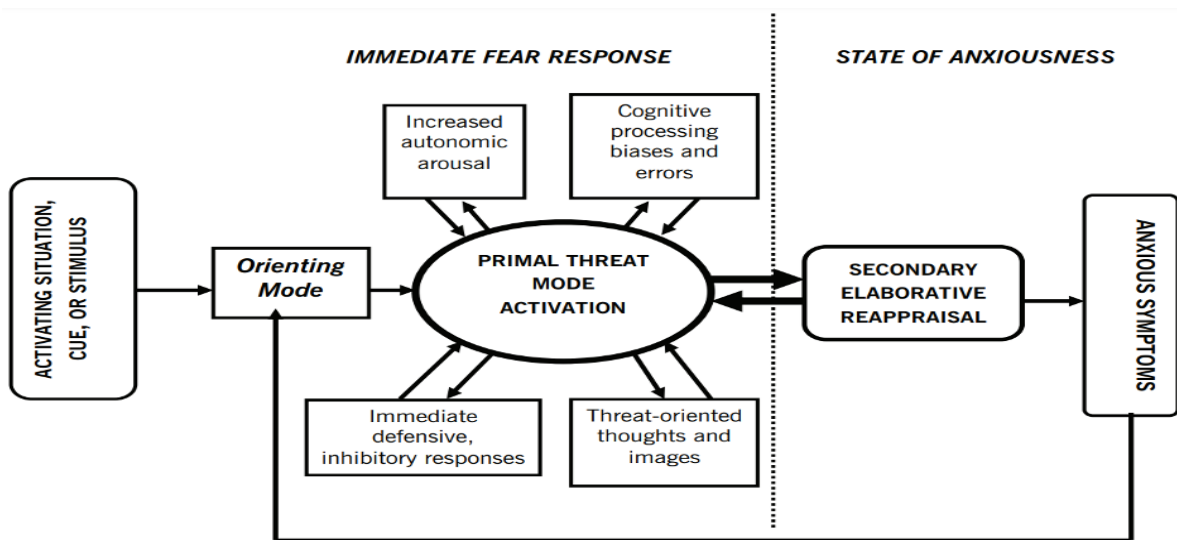 IMMEDIATE FEAR RESPONSE
STATE OF ANXIOUSNESS
Increased
autonomic
arousal
Cognitive
processing
biases and
errors
ACTIVATING SITUATION,
CUE, OR STIMULUS
Orienting
Mode
PRIMAL THREAT
MODE
ACTIVATION
SECONDARY
ELABORATIVE
REAPPRAISAL
ANXIOUS SYMPTOMS
Immediate
defensive,
inhibitory responses
Threat-oriented
thoughts and
images